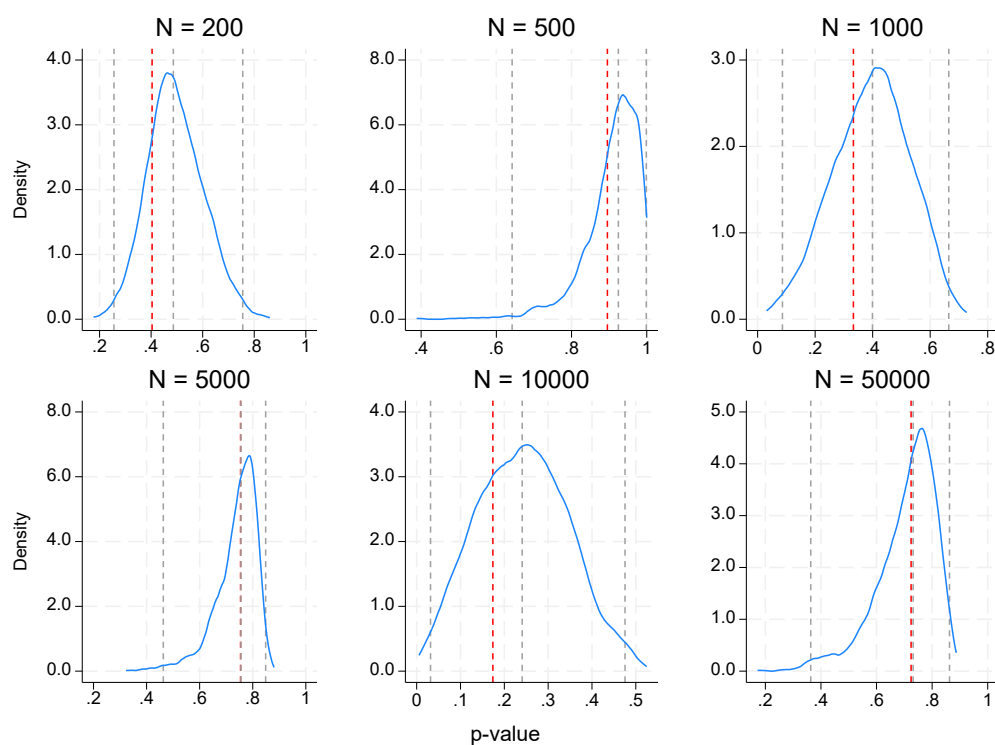 N = 200
N = 500
N = 1000
4.0
3.0
2.0
1.0
0.0
Density
.2 .4 .6 .8 1
8.0
6.0
4.0
2.0
0.0
.4 .6 .8 1
3.0
2.0
1.0
0.0
0 .2 .4 .6 .8
N = 5000
N = 10000
N = 50000
8.0
6.0
4.0
2.0
0.0
Density
.2 .4 .6 .8 1
4.0
3.0
2.0
1.0
0.0
0 .1 .2 .3 .4 .5
5.0
4.0
3.0
2.0
1.0
0.0
.2 .4 .6 .8 1
p-value